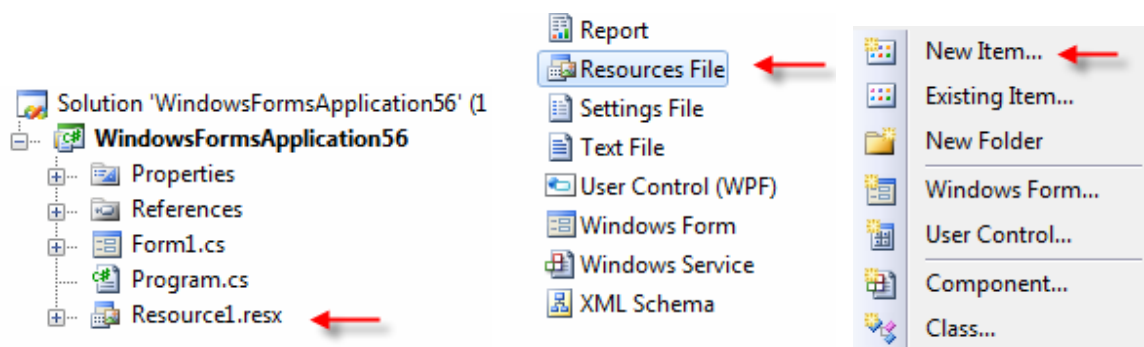 Solution 'WindowsFormsApplication56' (1
WindowsFormsApplication56
Properties
References
Form1.cs
Program.cs
Resource1.resx
Report
Resources File
Settings File
Text File
User Control (WPF)
Windows Form
Windows Service
XML Schema
New Item...
Existing Item...
New Folder
Windows Form...
User Control...
Component...
Class...